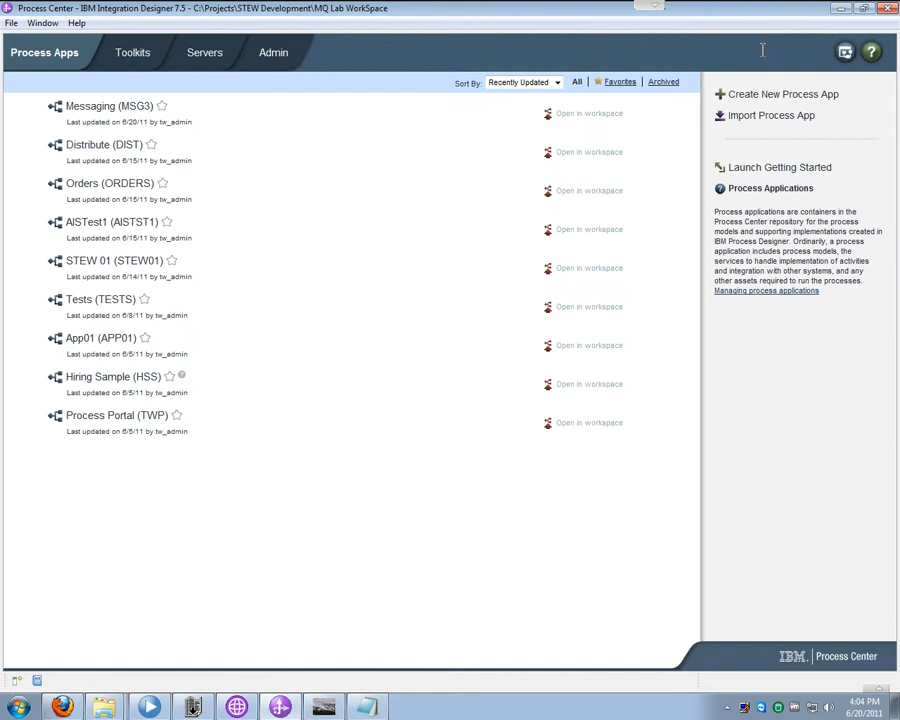 Process Center - IBM Integration Designer 7.5 - C:\Projects\STEW Development\MQ Lab WorkSpace
File Window Help
Process Apps Toolkits Servers Admin
Sort By: Recently Updated All | Favorites | Archived
Messaging (MSG3)
Last updated on 6/20/11 by tw_admin
Open in workspace
Distribute (DIST)
Last updated on 6/15/11 by tw_admin
Open in workspace
Orders (ORDERS)
Last updated on 6/15/11 by tw_admin
Open in workspace
AISTest1 (AISTST1)
Last updated on 6/15/11 by tw_admin
Open in workspace
STEW 01 (STEW01)
Last updated on 6/14/11 by tw_admin
Open in workspace
Tests (TESTS)
Last updated on 6/8/11 by tw_admin
Open in workspace
App01 (APP01)
Last updated on 6/5/11 by tw_admin
Open in workspace
Hiring Sample (HSS)
Last updated on 6/5/11 by tw_admin
Open in workspace
Process Portal (TWP)
Last updated on 6/5/11 by tw_admin
Open in workspace
Create New Process App
Import Process App
Launch Getting Started
Process Applications
Process applications are containers in the
Process Center repository for the process
models and supporting implementations created in
IBM Process Designer. Ordinarily, a process
application includes process models, the
services to handle implementation of activities
and integration with other systems, and any
other assets required to run the processes.
Managing process applications
IBM. Process Center
4:04 PM
6/20/2011